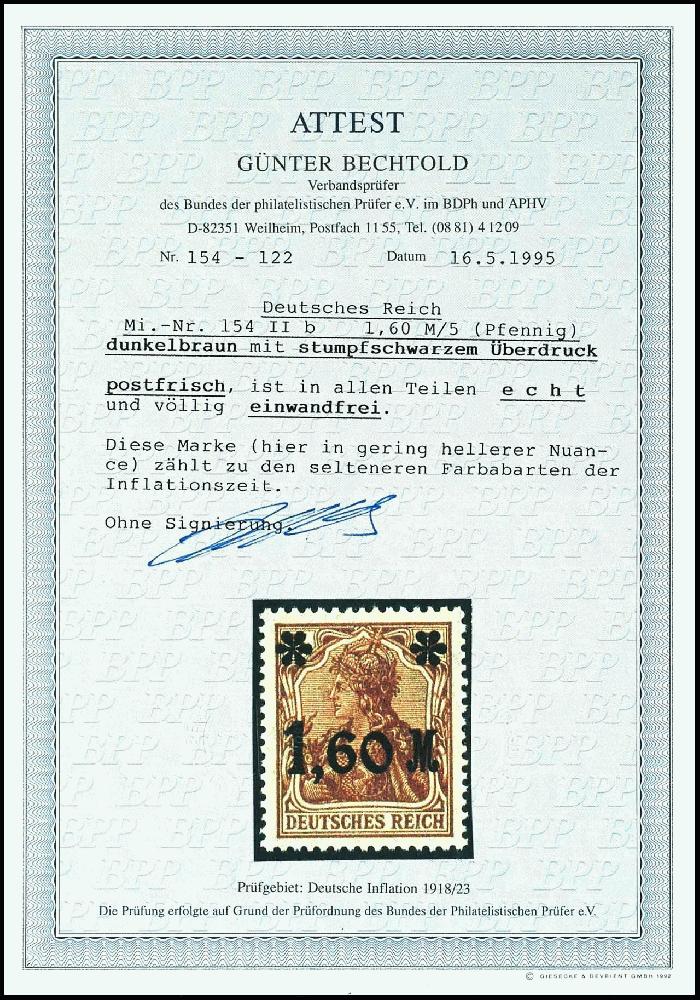 ATTEST
GÜNTER BECHTOLD
Verbandsprüfer
des Bundes der philatelistischen Prüfer e.V. im BDPh und APHV
D-82351 Weilheim, Postfach 11 55, Tel. (08 81) 4 12 09
Nr. 154 - 122 Datum 16.5.1995
Deutsches Reich
Mi.-Nr. 154 II b 1,60 M/5 (Pfennig)
dunkelbraun mit stumpfschwarzem Überdruck
postfrisch, ist in allen Teilen e c h t
und völlig einwandfrei.
Diese Marke (hier in gering hellerer Nuan-
ce) zählt zu den selteneren Farbabarten der
Inflationszeit.
Ohne Signierung.
1,60 M
DEUTSCHES REICH
Prüfgebiet: Deutsche Inflation 1918/23
Die Prüfung erfolgte auf Grund der Prüfordnung des Bundes der Philatelistischen Prüfer e.V.
© GIESECKE & DEVRIENT GMBH 1992